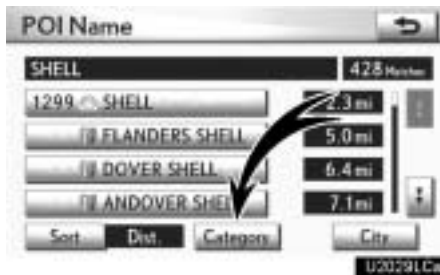 POI Name
SHELL 428 Matches
1299 SHELL 2.3 mi
FLANDERS SHELL 5.0 mi
DOVER SHELL 6.4 mi
ANDOVER SHELL 7.1 mi
Sort Dist. Category City
U2029LCa